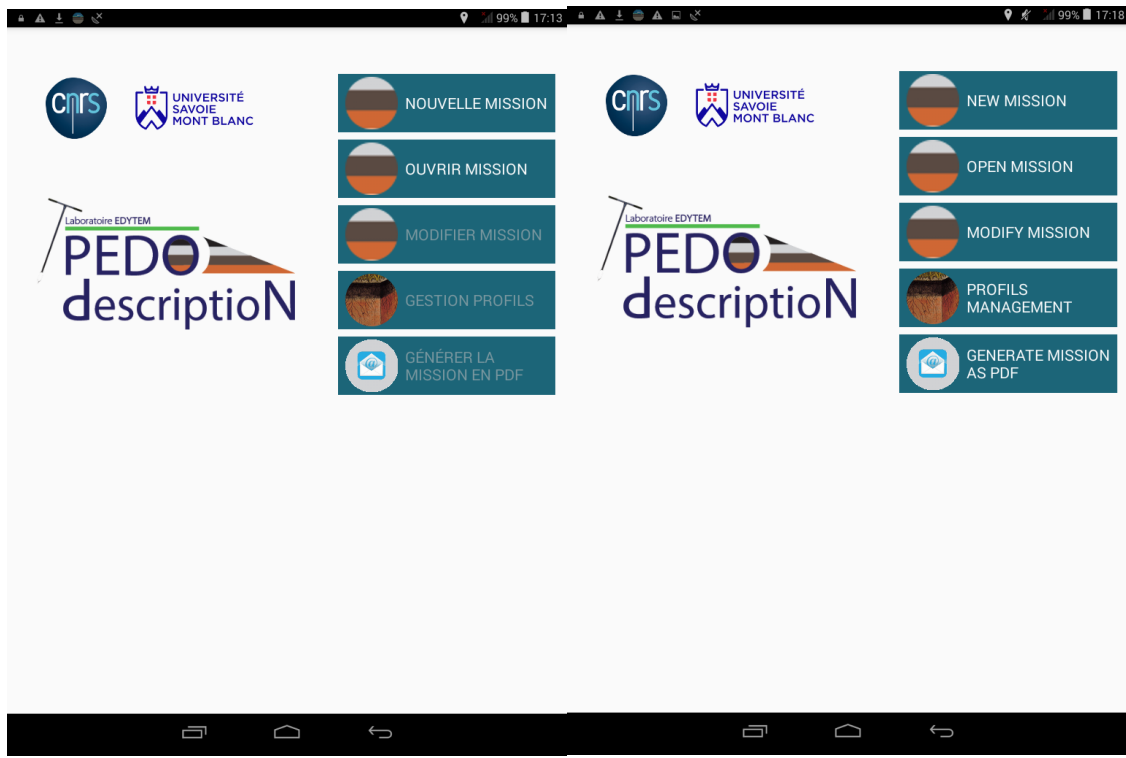 99% 17:13
cnrs
UNIVERSITÉ
SAVOIE
MONT BLANC
Laboratoire EDYTEM
PEDO
descriptioN
NOUVELLE MISSION
OUVRIR MISSION
MODIFIER MISSION
GESTION PROFILS
GÉNÉRER LA
MISSION EN PDF
99% 17:18
cnrs
UNIVERSITÉ
SAVOIE
MONT BLANC
Laboratoire EDYTEM
PEDO
descriptioN
NEW MISSION
OPEN MISSION
MODIFY MISSION
PROFILS
MANAGEMENT
GENERATE MISSION
AS PDF